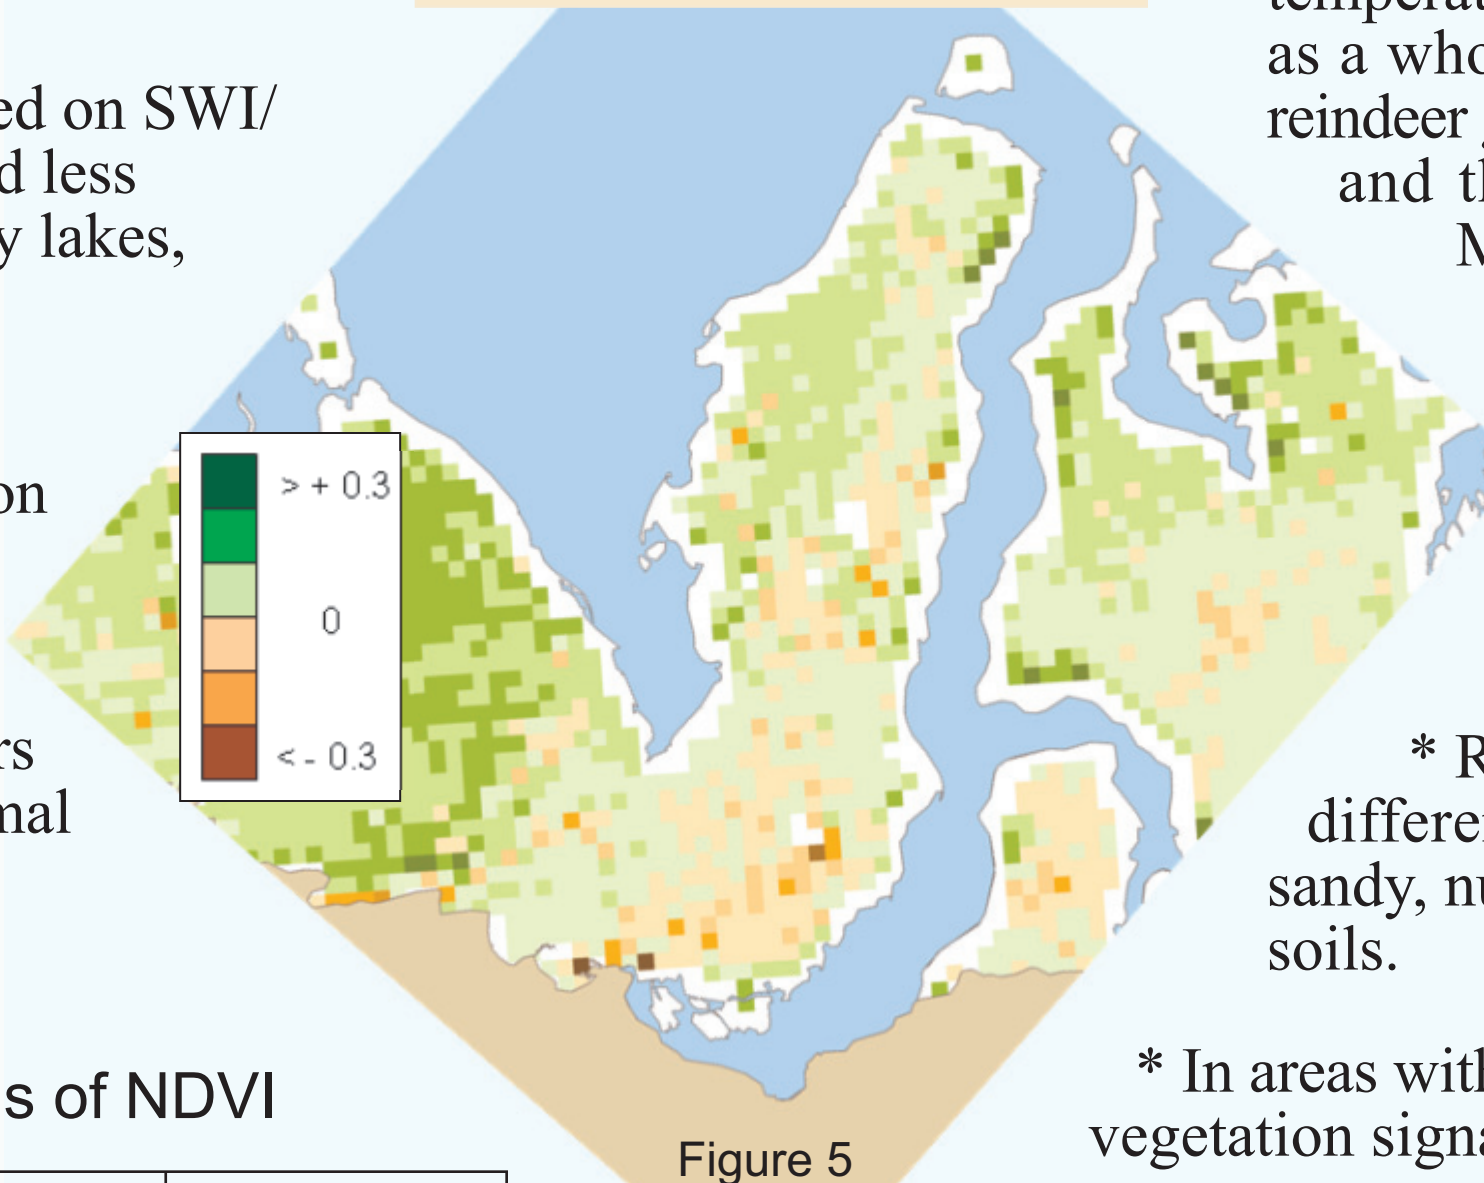 ed on SWI/
d less
y lakes,
on
rs
mal
s of NDVI
> + 0.3
0
< - 0.3
Figure 5
as a who
reindeer
and th
* R
differe
sandy, nu
soils.
* In areas with
vegetation signa